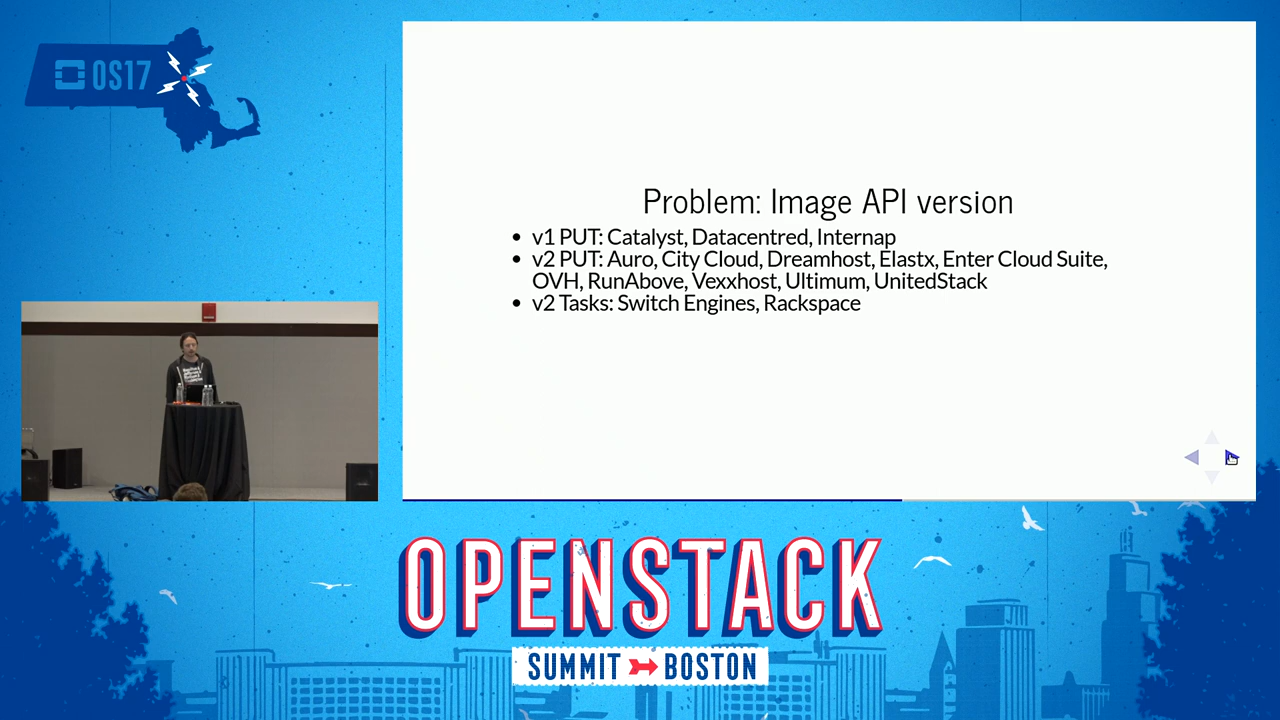 OS17
Problem: Image API version
• v1 PUT: Catalyst, Datacentred, Internap
• v2 PUT: Auro, City Cloud, Dreamhost, Elastx, Enter Cloud Suite,
OVH, RunAbove, Vexxhost, Ultimum, UnitedStack
• v2 Tasks: Switch Engines, Rackspace
OPENSTACK
SUMMIT BOSTON